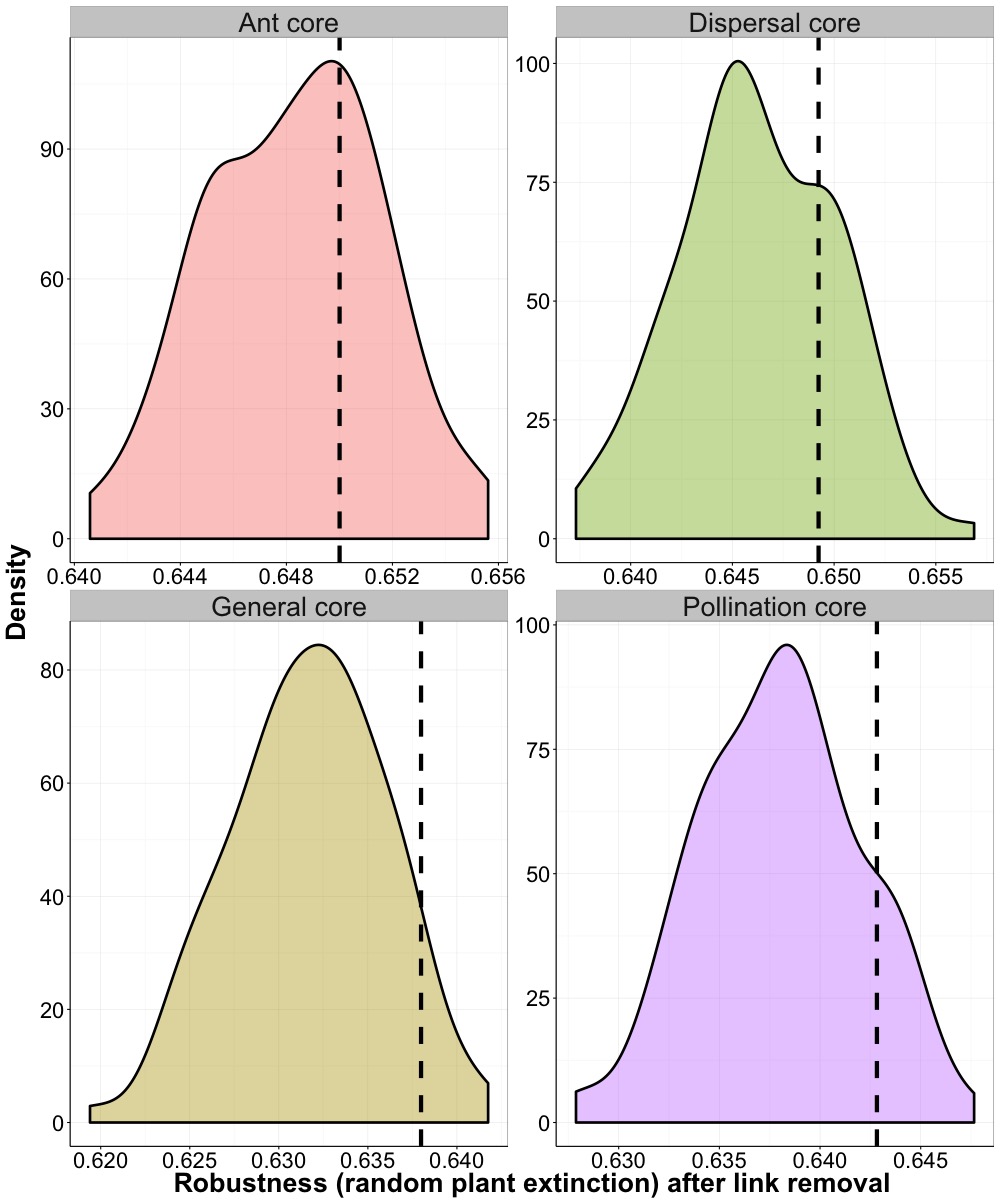 Ant core
Dispersal core
90
60
30
0
100
75
50
25
0
0.640 0.644 0.648 0.652 0.656
0.640 0.645 0.650 0.655
Density
General core
Pollination core
80
60
40
20
0
100
75
50
25
0
0.620 0.625 0.630 0.635 0.640
0.630 0.635 0.640 0.645
Robustness (random plant extinction) after link removal